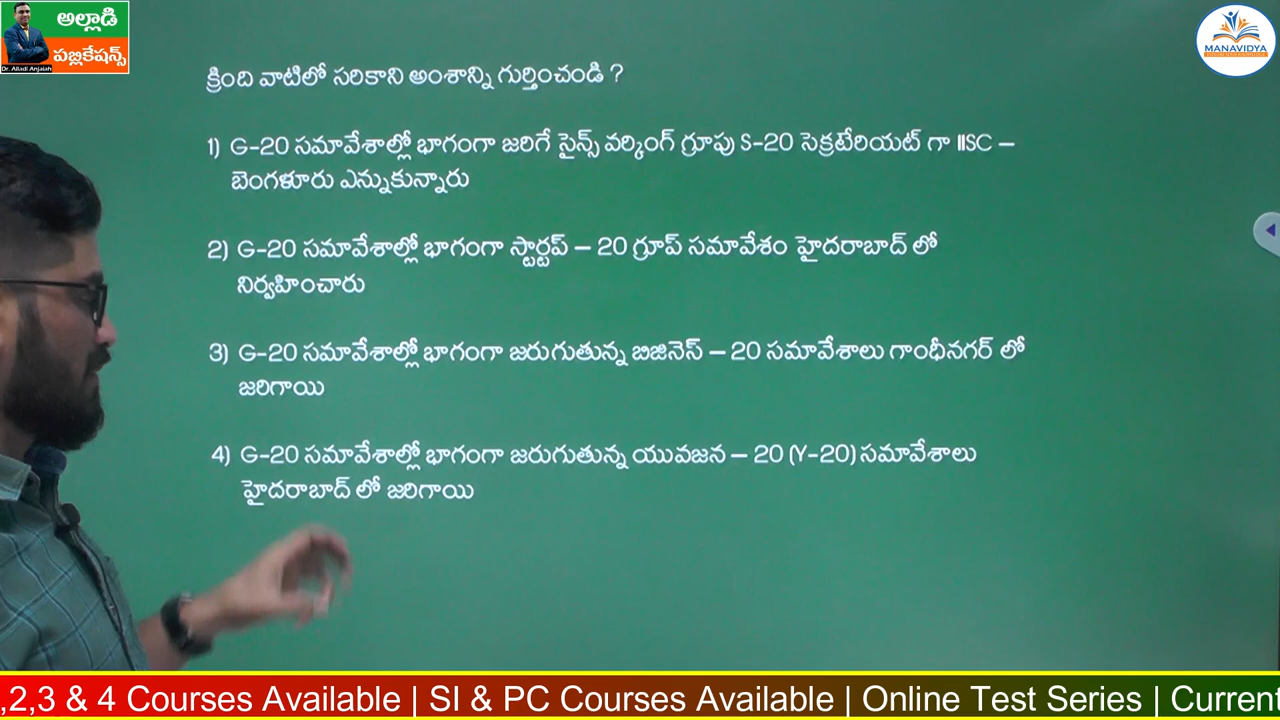 అల్లాడి
పబ్లికేషన్స్
Dr. Alladi Anjaiah
MANAVIDYA
క్రింది వాటిలో సరికాని అంశాన్ని గుర్తించండి ?
1) G-20 సమావేశాల్లో భాగంగా జరిగే సైన్స్ వర్కింగ్ గ్రూపు S-20 సెక్రటేరియట్ గా IISC –
బెంగళూరు ఎన్నుకున్నారు
2) G-20 సమావేశాల్లో భాగంగా స్టార్టప్ – 20 గ్రూప్ సమావేశం హైదరాబాద్ లో
నిర్వహించారు
3) G-20 సమావేశాల్లో భాగంగా జరుగుతున్న బిజినెస్ – 20 సమావేశాలు గాంధీనగర్ లో
జరిగాయి
4) G-20 సమావేశాల్లో భాగంగా జరుగుతున్న యువజన – 20 (Y-20) సమావేశాలు
హైదరాబాద్ లో జరిగాయి
,2,3 & 4 Courses Available | SI & PC Courses Available | Online Test Series | Current